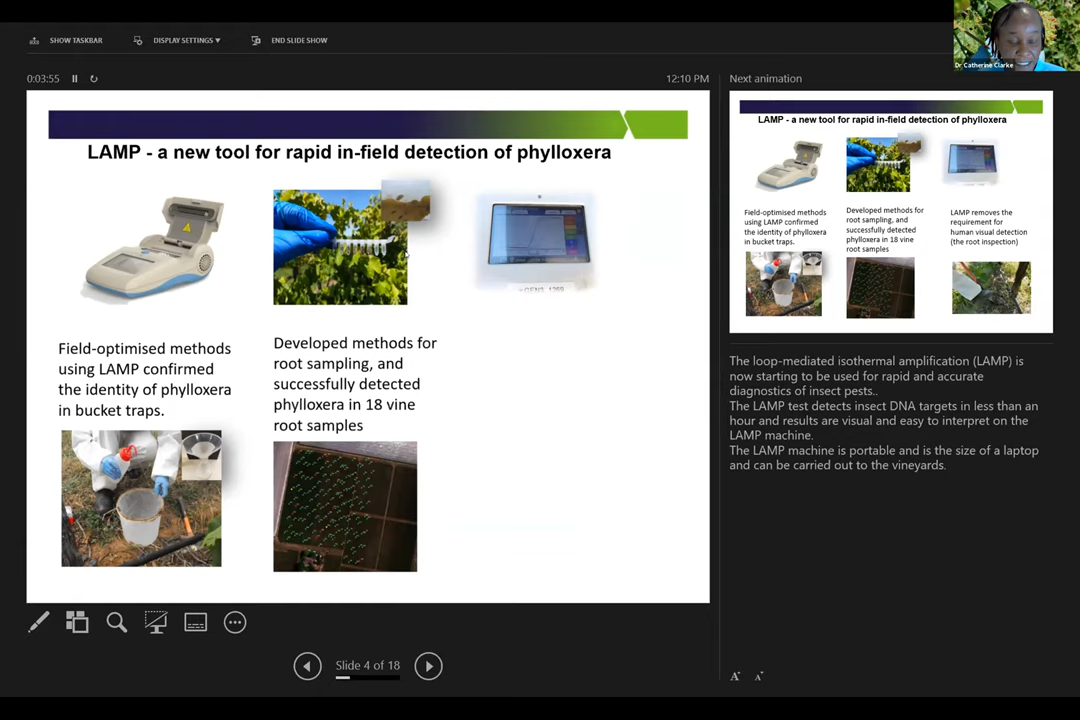 SHOW TASKBAR
DISPLAY SETTINGS ▼
END SLIDE SHOW
Dr Catherine Clarke
0:03:55
12:10 PM
LAMP - a new tool for rapid in-field detection of phylloxera
Field-optimised methods
using LAMP confirmed
the identity of phylloxera
in bucket traps.
Developed methods for
root sampling, and
successfully detected
phylloxera in 18 vine
root samples
Slide 4 of 18
Next animation
LAMP - a new tool for rapid in-field detection of phylloxera
Field-optimised methods
using LAMP confirmed
the identity of phylloxera
in bucket traps.
Developed methods for
root sampling, and
successfully detected
phylloxera in 18 vine
root samples
LAMP removes the
requirement for
human visual detection
(the root inspection)
The loop-mediated isothermal amplification (LAMP) is
now starting to be used for rapid and accurate
diagnostics of insect pests..
The LAMP test detects insect DNA targets in less than an
hour and results are visual and easy to interpret on the
LAMP machine.
The LAMP machine is portable and is the size of a laptop
and can be carried out to the vineyards.
A
A